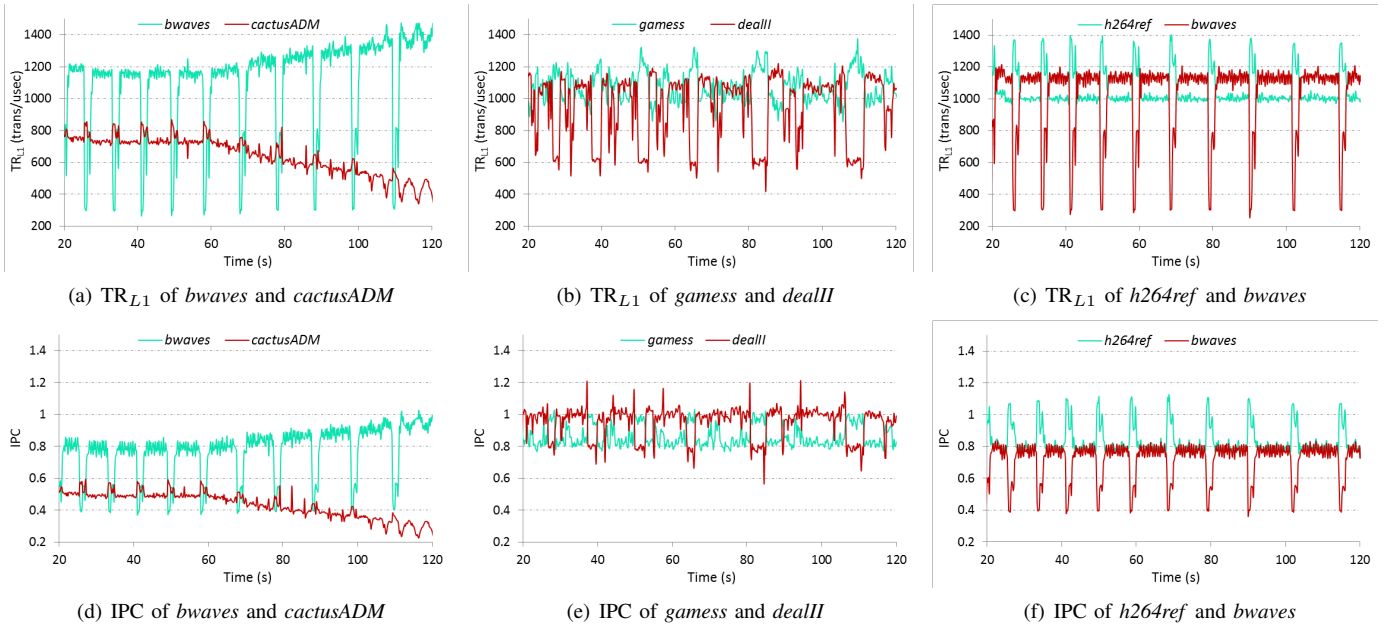 bwaves cactusADM
TR_L1 (trans/usec)
1400
1200
1000
800
600
400
200
20 40 60 80 100 120
Time (s)
(a) TR_L1 of bwaves and cactusADM
gamess dealII
TR_L1 (trans/usec)
1400
1200
1000
800
600
400
200
20 40 60 80 100 120
Time (s)
(b) TR_L1 of gamess and dealII
h264ref bwaves
TR_L1 (trans/usec)
1400
1200
1000
800
600
400
200
20 40 60 80 100 120
Time (s)
(c) TR_L1 of h264ref and bwaves
bwaves cactusADM
IPC
1.4
1.2
1
0.8
0.6
0.4
0.2
20 40 60 80 100 120
Time (s)
(d) IPC of bwaves and cactusADM
gamess dealII
IPC
1.4
1.2
1
0.8
0.6
0.4
0.2
20 40 60 80 100 120
Time (s)
(e) IPC of gamess and dealII
h264ref bwaves
IPC
1.4
1.2
1
0.8
0.6
0.4
0.2
20 40 60 80 100 120
Time (s)
(f) IPC of h264ref and bwaves